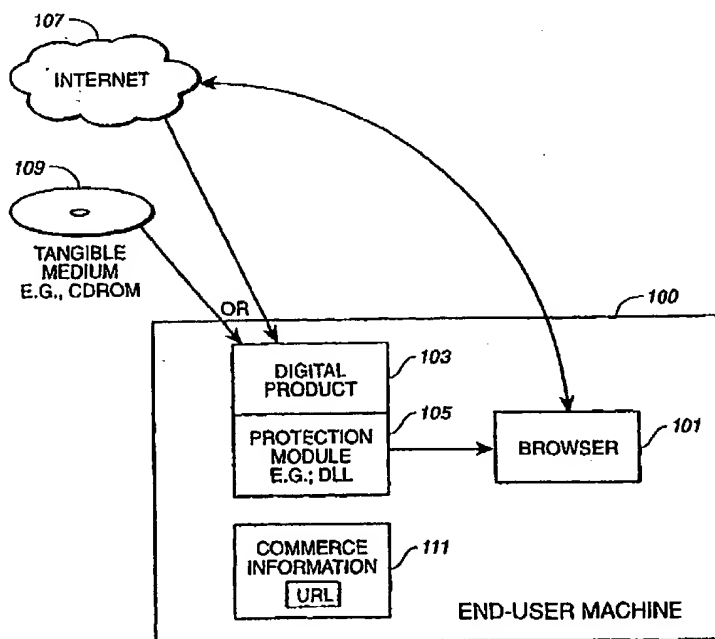 107
INTERNET
109
TANGIBLE
MEDIUM
E.G., CDROM
OR
100
DIGITAL
PRODUCT
103
105
PROTECTION
MODULE
E.G.; DLL
BROWSER
101
COMMERCE
INFORMATION
URL
111
END-USER MACHINE